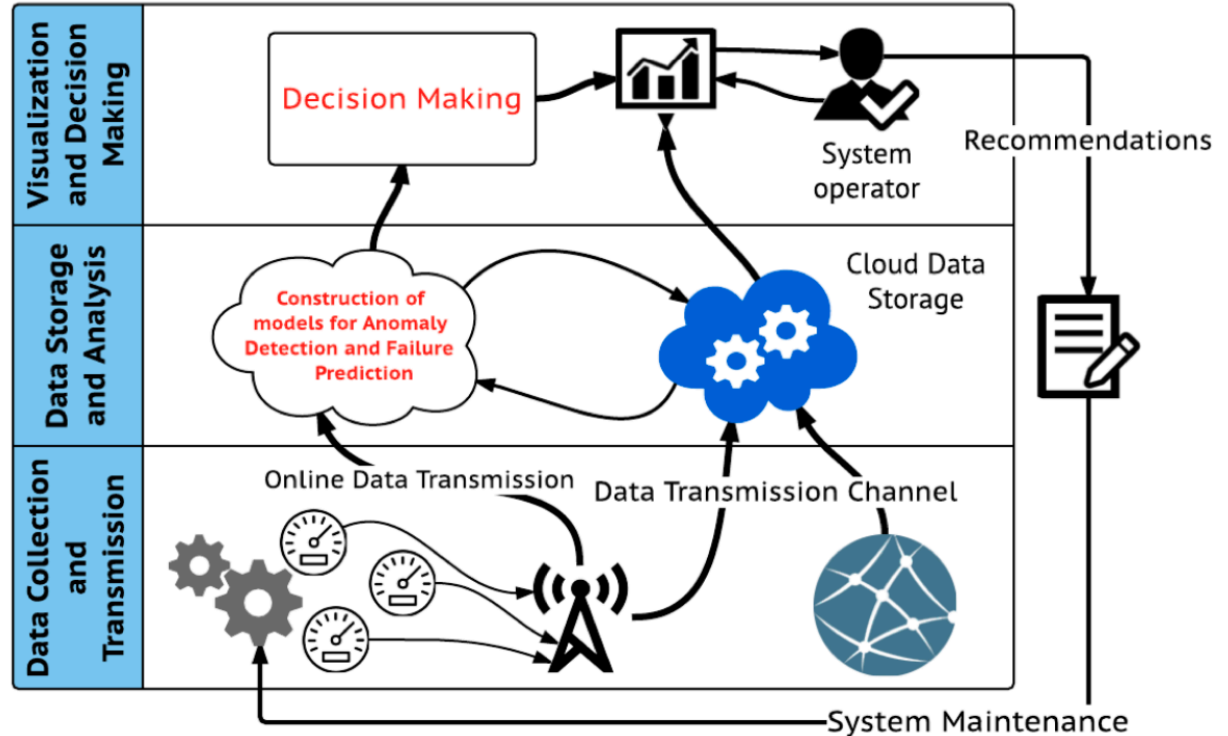 Visualization
and Decision
Making
Decision Making
System
operator
Recommendations
Data Storage
and Analysis
Construction of
models for Anomaly
Detection and Failure
Prediction
Cloud Data
Storage
Data Collection
and
Transmission
Online Data Transmission
Data Transmission Channel
System Maintenance